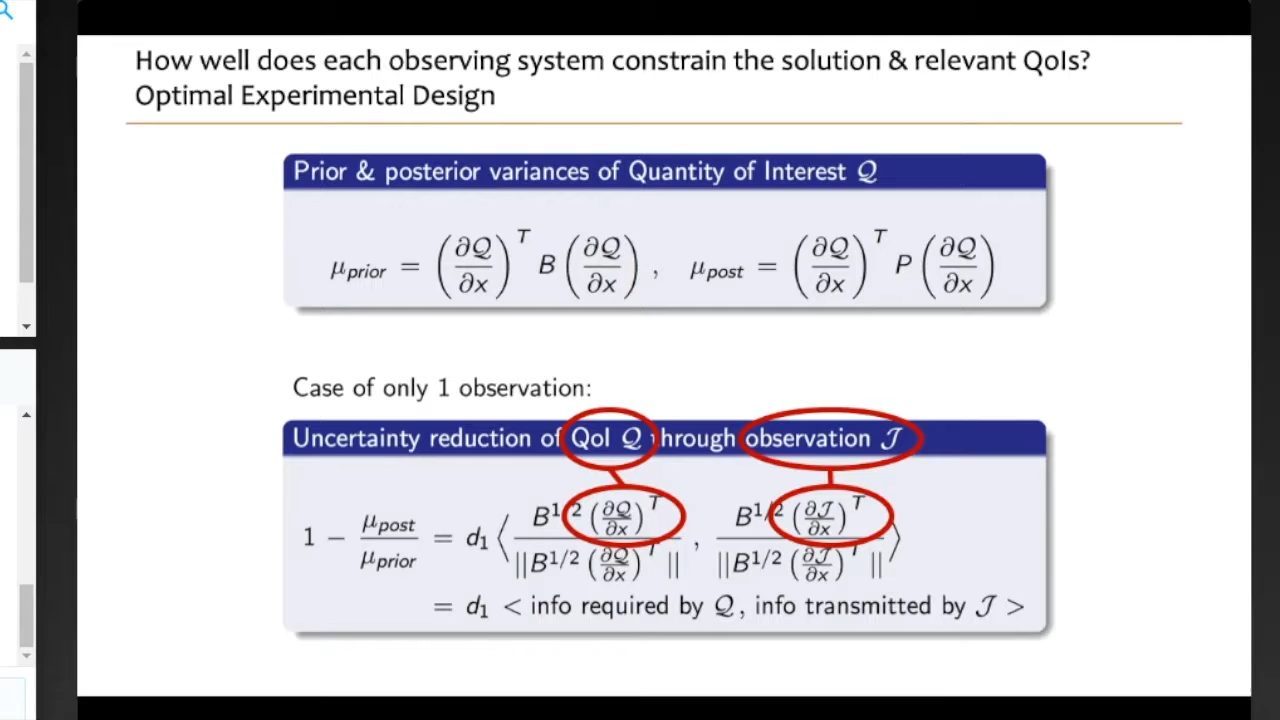 How well does each observing system constrain the solution & relevant QoIs?
Optimal Experimental Design
Prior & posterior variances of Quantity of Interest 𝒬
μ_prior = (∂𝒬/∂x)^T B (∂𝒬/∂x) , μ_post = (∂𝒬/∂x)^T P (∂𝒬/∂x)
Case of only 1 observation:
Uncertainty reduction of QoI 𝒬 through observation 𝒥
1 − μ_post/μ_prior = d₁ ⟨ B^1/2 (∂𝒬/∂x)^T / ||B^1/2 (∂𝒬/∂x)^T || , B^1/2 (∂𝒥/∂x)^T / ||B^1/2 (∂𝒥/∂x)^T || ⟩
= d₁ < info required by 𝒬, info transmitted by 𝒥 >